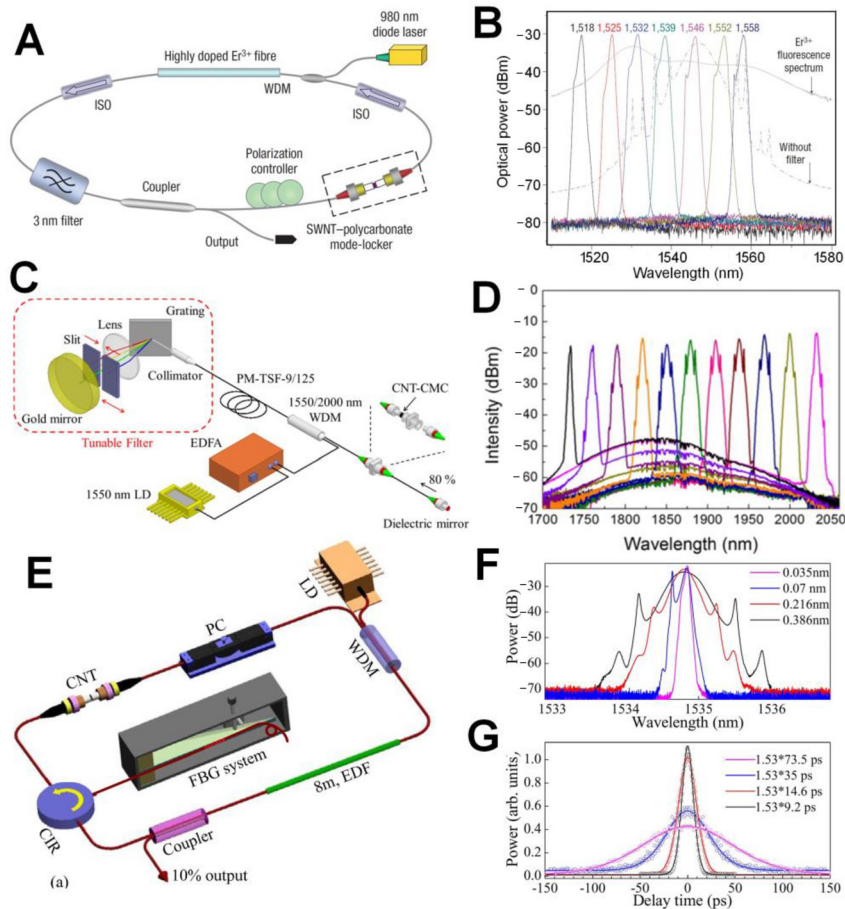 A
980 nm
diode laser
Highly doped Er³⁺ fibre
WDM
ISO
ISO
Polarization
controller
Coupler
3 nm filter
Output
SWNT–polycarbonate
mode-locker
B
1,518 1,525 1,532 1,539 1,546 1,552 1,558
Er³⁺
fluorescence
spectrum
Without
filter
Optical power (dBm)
−30
−40
−50
−60
−70
−80
1520 1540 1560 1580
Wavelength (nm)
C
Grating
Lens
Slit
Collimator
Gold mirror
Tunable Filter
PM-TSF-9/125
1550/2000 nm
WDM
CNT-CMC
EDFA
1550 nm LD
80 %
Dielectric mirror
D
Intensity (dBm)
− 0
−10
−20
−30
−40
−50
−60
−70
1700 1750 1800 1850 1900 1950 2000 2050
Wavelength (nm)
E
LD
PC
WDM
CNT
FBG system
8m, EDF
CIR
Coupler
10% output
(a)
F
Power (dB)
−30
−40
−50
−60
−70
0.035nm
0.07 nm
0.216nm
0.386nm
1533 1534 1535 1536
Wavelength (nm)
G
Power (arb. units,
1.0
0.8
0.6
0.4
0.2
0.0
1.53*73.5 ps
1.53*35 ps
1.53*14.6 ps
1.53*9.2 ps
-150 -100 -50 0 50 100 150
Delay time (ps)